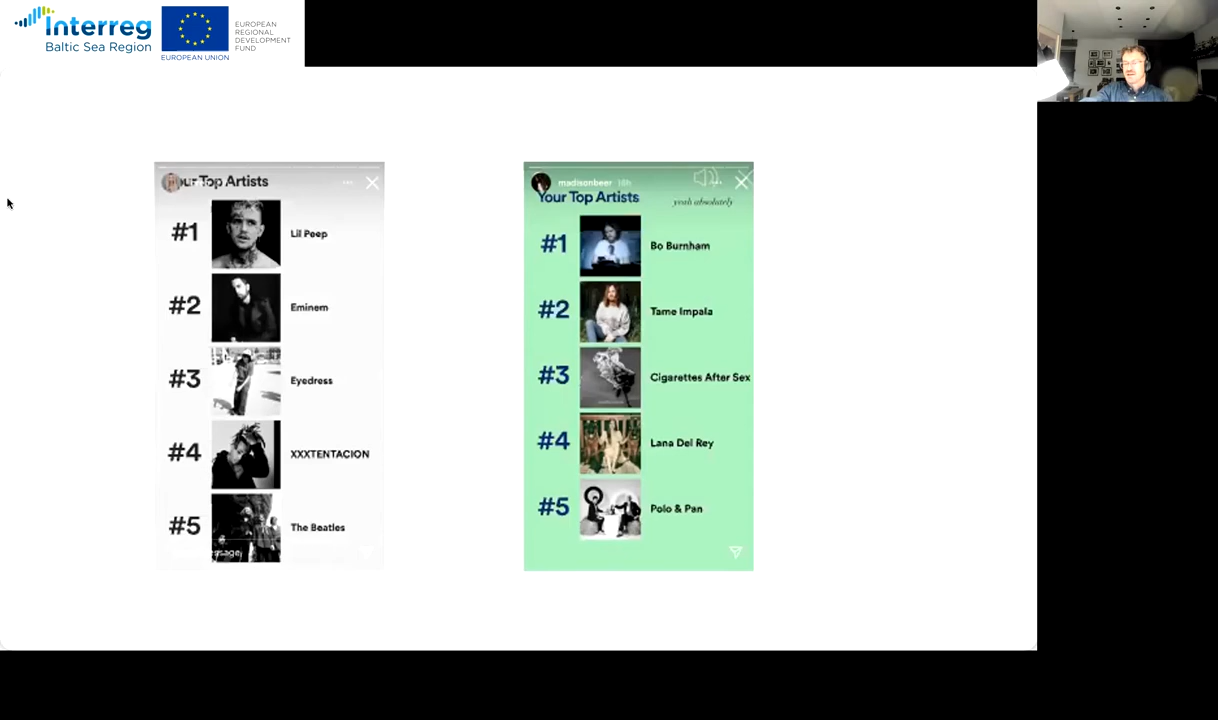 Interreg
Baltic Sea Region
EUROPEAN UNION
EUROPEAN
REGIONAL
DEVELOPMENT
FUND
Your Top Artists
#1
Lil Peep
#2
Eminem
#3
Eyedress
#4
XXXTENTACION
#5
The Beatles
madisonbeer 18h
Your Top Artists
yeah absolutely
#1
Bo Burnham
#2
Tame Impala
#3
Cigarettes After Sex
#4
Lana Del Rey
#5
Polo & Pan